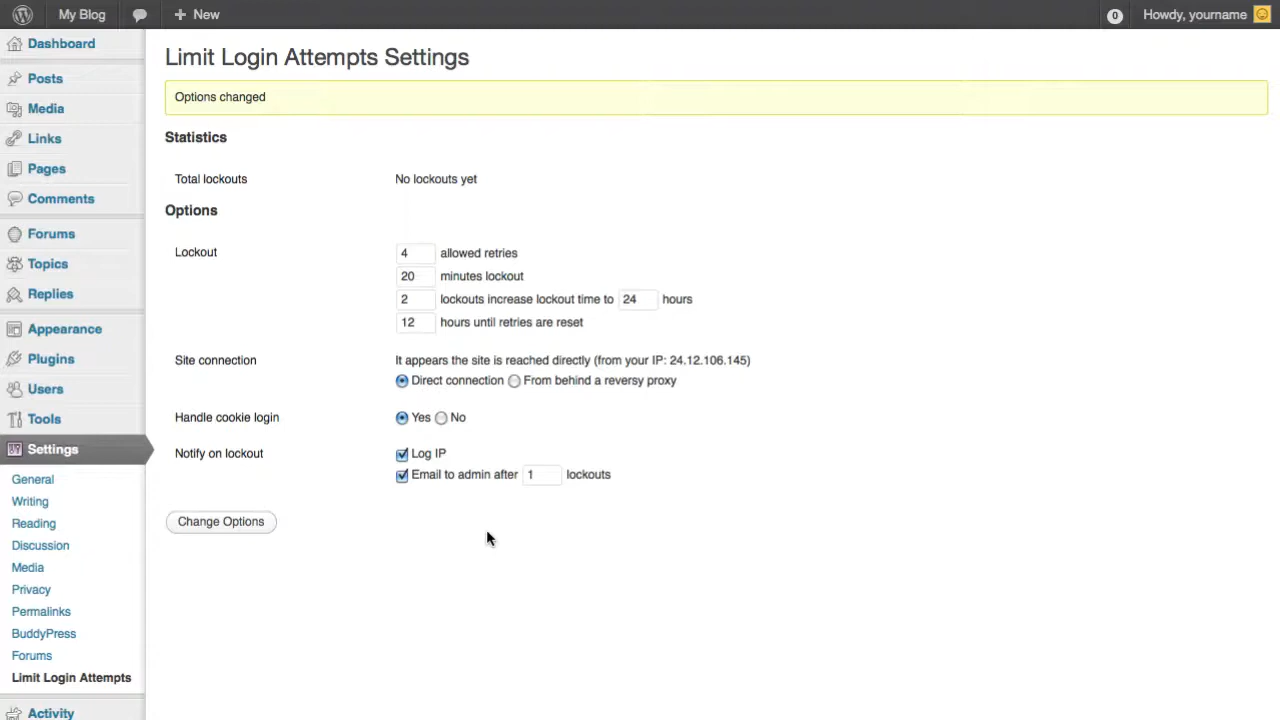 My Blog
New
0
Howdy, yourname
Dashboard
Posts
Media
Links
Pages
Comments
Forums
Topics
Replies
Appearance
Plugins
Users
Tools
Settings
General
Writing
Reading
Discussion
Media
Privacy
Permalinks
BuddyPress
Forums
Limit Login Attempts
Activity
Limit Login Attempts Settings
Options changed
Statistics
Total lockouts No lockouts yet
Options
Lockout 4 allowed retries
20 minutes lockout
2 lockouts increase lockout time to 24 hours
12 hours until retries are reset
Site connection It appears the site is reached directly (from your IP: 24.12.106.145)
Direct connection From behind a reversy proxy
Handle cookie login Yes No
Notify on lockout Log IP
Email to admin after 1 lockouts
Change Options